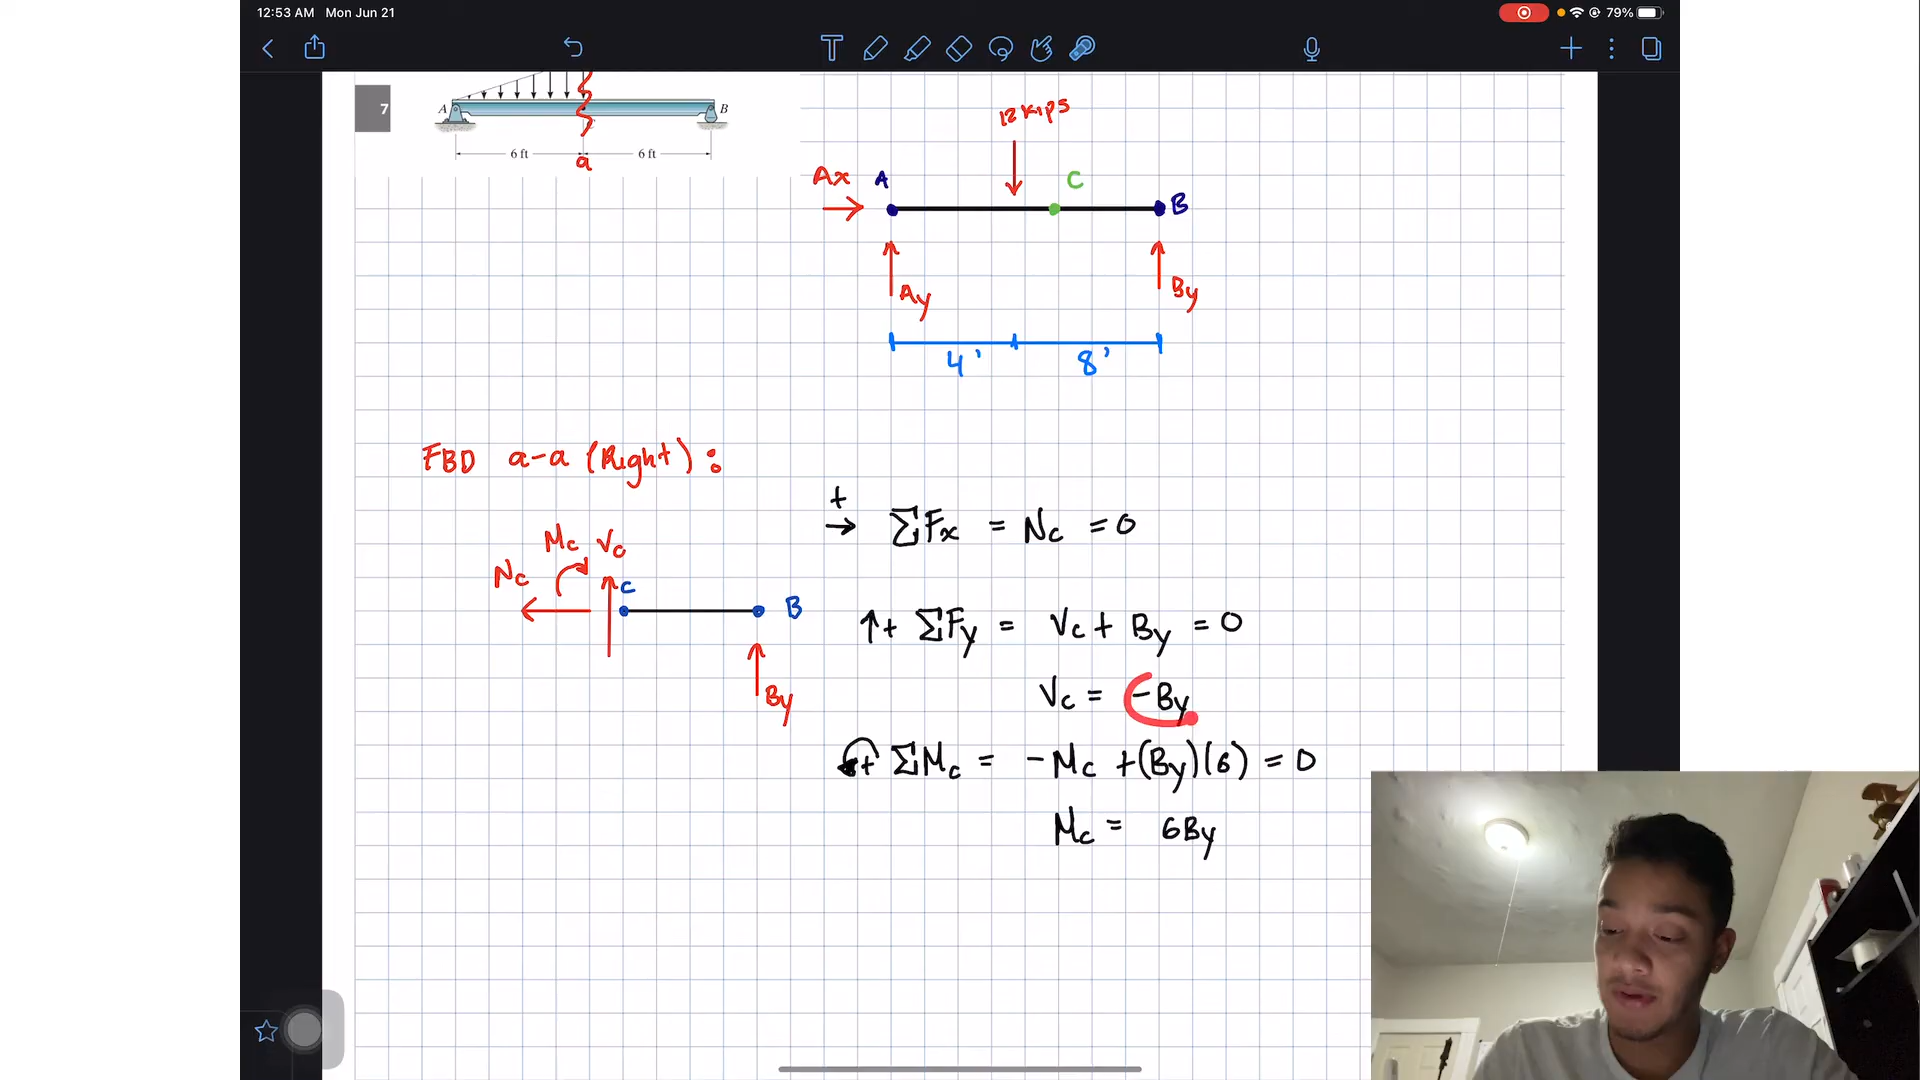 12:53 AM Mon Jun 21
79%
7
A
B
6 ft
6 ft
a
12 Kips
Ax
A
C
B
Ay
By
4'
8'
FBD a-a (Right) :
Mc Vc
Nc
C
B
By
+
→ ΣFx = Nc = 0
↑+ ΣFy = Vc + By = 0
Vc = -By
+ ΣMc = -Mc +(By)(6) = 0
Mc = 6By